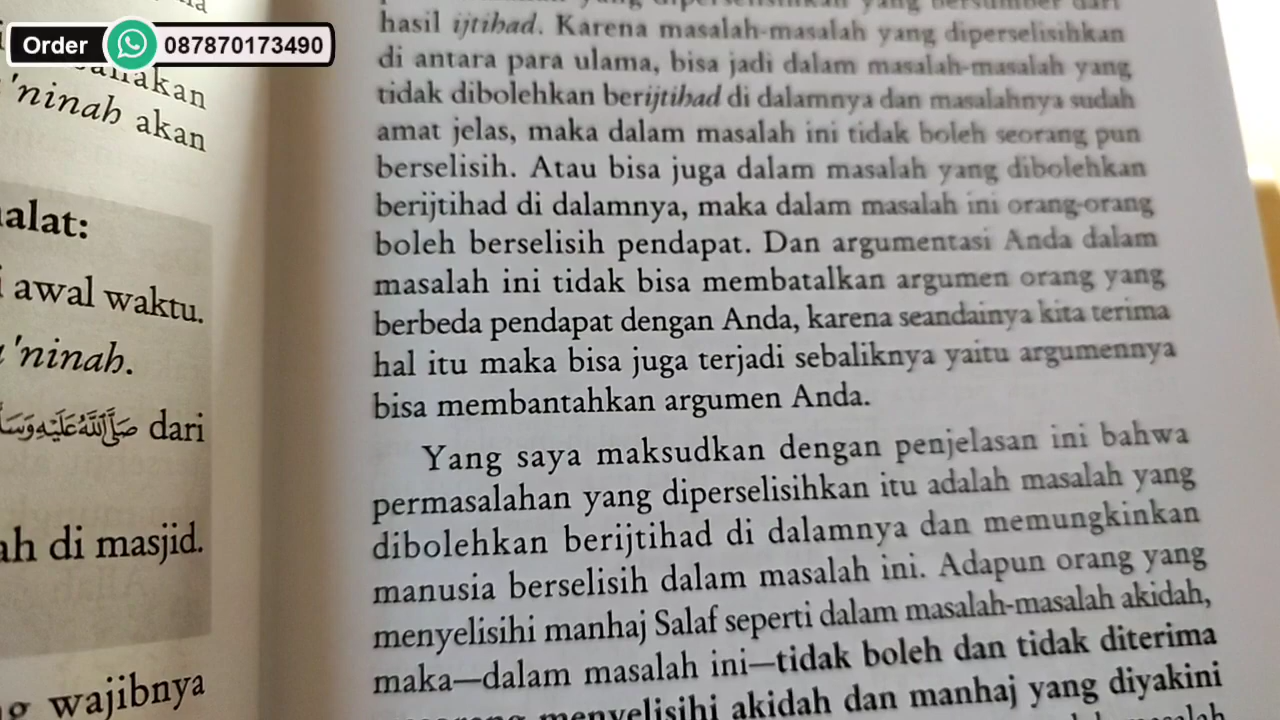 Order 087870173490
akan
'ninah akan
alat:
awal waktu.
'ninah.
صَلَّى اللَّهُ عَلَيْهِ وَسَلَّمَ dari
ah di masjid.
wajibnya
hasil ijtihad. Karena masalah-masalah yang diperselisihkan
di antara para ulama, bisa jadi dalam masalah-masalah yang
tidak dibolehkan berijtihad di dalamnya dan masalahnya sudah
amat jelas, maka dalam masalah ini tidak boleh seorang pun
berselisih. Atau bisa juga dalam masalah yang dibolehkan
berijtihad di dalamnya, maka dalam masalah ini orang-orang
boleh berselisih pendapat. Dan argumentasi Anda dalam
masalah ini tidak bisa membatalkan argumen orang yang
berbeda pendapat dengan Anda, karena seandainya kita terima
hal itu maka bisa juga terjadi sebaliknya yaitu argumennya
bisa membantahkan argumen Anda.
Yang saya maksudkan dengan penjelasan ini bahwa
permasalahan yang diperselisihkan itu adalah masalah yang
dibolehkan berijtihad di dalamnya dan memungkinkan
manusia berselisih dalam masalah ini. Adapun orang yang
menyelisihi manhaj Salaf seperti dalam masalah-masalah akidah,
maka—dalam masalah ini—tidak boleh dan tidak diterima
menyelisihi akidah dan manhaj yang diyakini